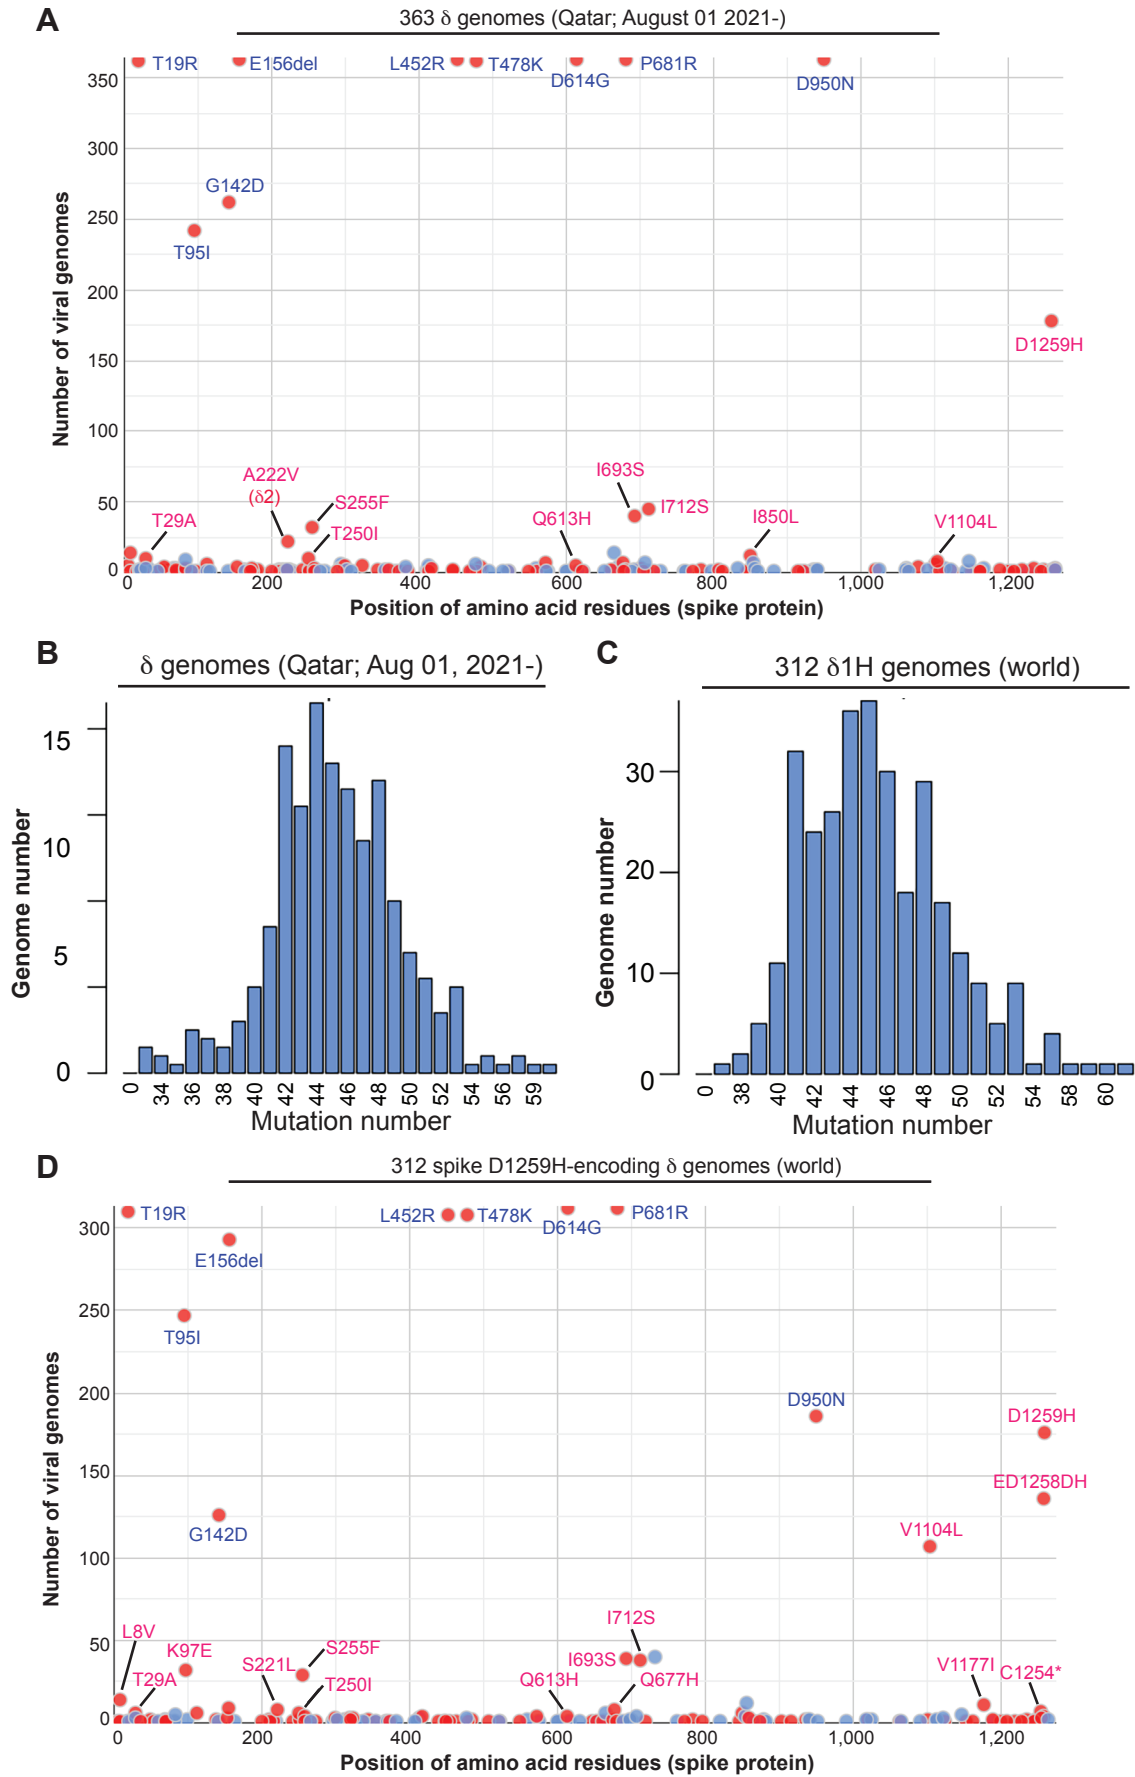 A
363 δ genomes (Qatar; August 01 2021-)
T19R
E156del
L452R
T478K
D614G
P681R
D950N
G142D
T95I
D1259H
A222V
(δ2)
S255F
T250I
T29A
I693S
I712S
Q613H
I850L
V1104L
350
300
250
200
150
100
50
0
Number of viral genomes
0 200 400 600 800 1,000 1,200
Position of amino acid residues (spike protein)
B
δ genomes (Qatar; Aug 01, 2021-)
15
10
5
0
Genome number
0 34 36 38 40 42 44 46 48 50 52 54 56 59
Mutation number
C
312 δ1H genomes (world)
30
20
10
0
Genome number
0 38 40 42 44 46 48 50 52 54 58 60
Mutation number
D
312 spike D1259H-encoding δ genomes (world)
T19R
L452R
T478K
D614G
P681R
E156del
T95I
D950N
D1259H
ED1258DH
G142D
V1104L
L8V
K97E
T29A
S221L
S255F
T250I
I712S
I693S
Q613H
Q677H
V1177I
C1254*
300
250
200
150
100
50
0
Number of viral genomes
0 200 400 600 800 1,000 1,200
Position of amino acid residues (spike protein)